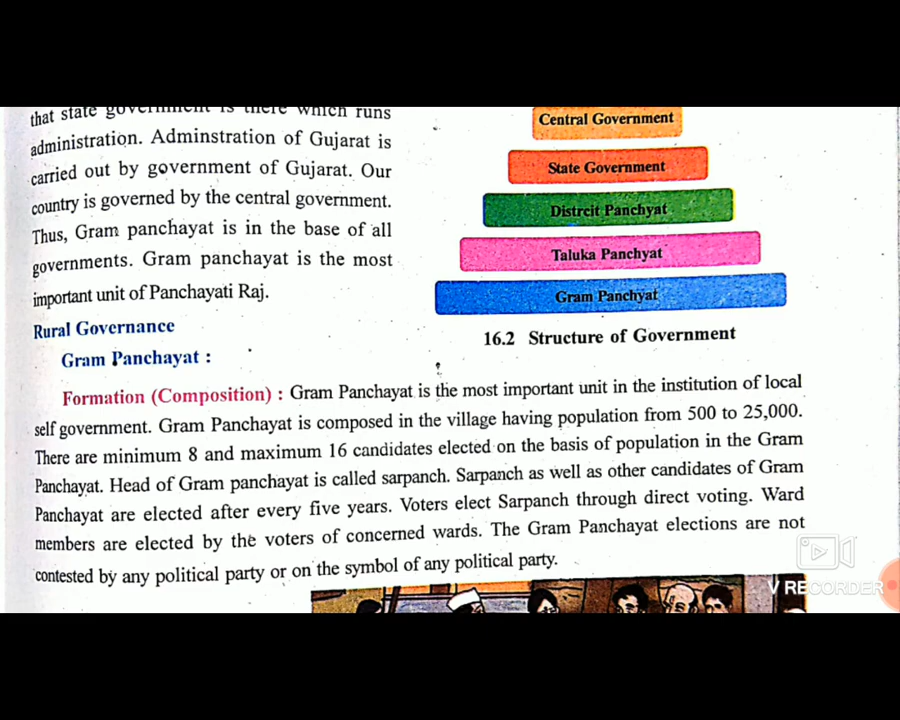 that state government is there which runs
administration. Adminstration of Gujarat is
carried out by government of Gujarat. Our
country is governed by the central government.
Thus, Gram panchayat is in the base of all
governments. Gram panchayat is the most
important unit of Panchayati Raj.
Central Government
State Government
Distrcit Panchyat
Taluka Panchyat
Gram Panchyat
16.2 Structure of Government
Rural Governance
Gram Panchayat :
Formation (Composition) : Gram Panchayat is the most important unit in the institution of local
self government. Gram Panchayat is composed in the village having population from 500 to 25,000.
There are minimum 8 and maximum 16 candidates elected on the basis of population in the Gram
Panchayat. Head of Gram panchayat is called sarpanch. Sarpanch as well as other candidates of Gram
Panchayat are elected after every five years. Voters elect Sarpanch through direct voting. Ward
members are elected by the voters of concerned wards. The Gram Panchayat elections are not
contested by any political party or on the symbol of any political party.
V RECORDER